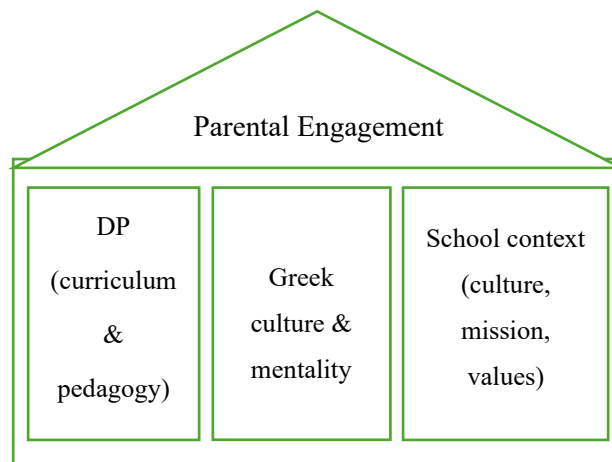 Parental Engagement
DP
(curriculum
&
pedagogy)
Greek
culture &
mentality
School context
(culture,
mission,
values)